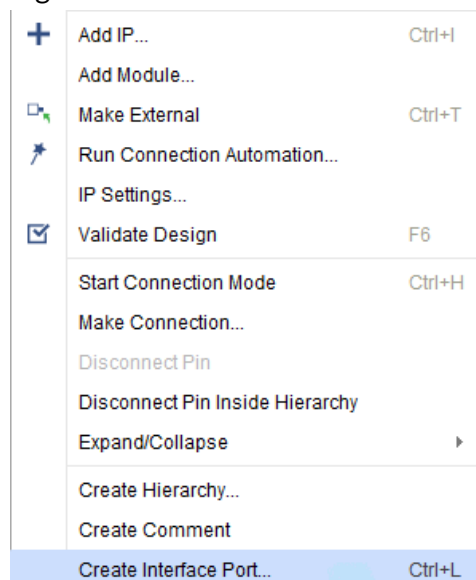 Add IP... Ctrl+I
Add Module...
Make External Ctrl+T
Run Connection Automation...
IP Settings...
Validate Design F6
Start Connection Mode Ctrl+H
Make Connection...
Disconnect Pin
Disconnect Pin Inside Hierarchy
Expand/Collapse
Create Hierarchy...
Create Comment
Create Interface Port... Ctrl+L